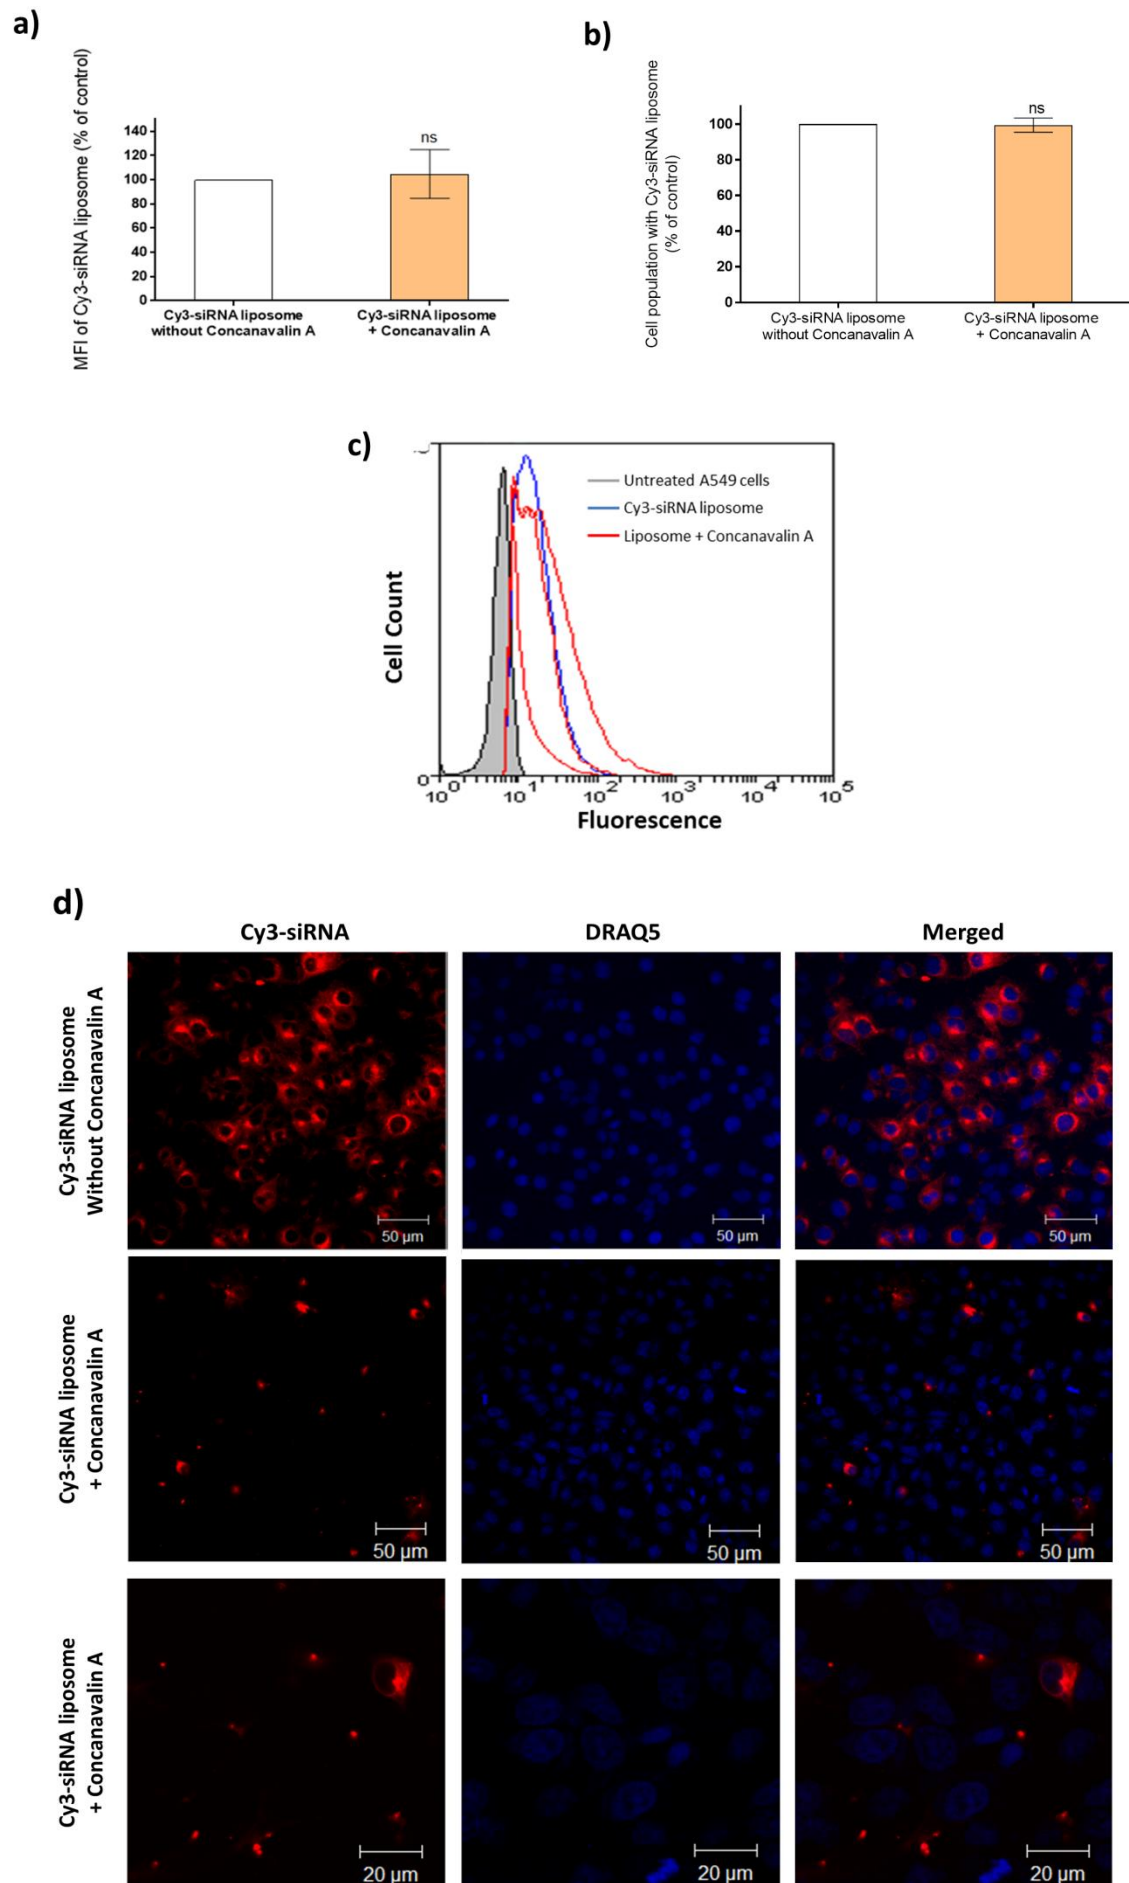 a)
MFI of Cy3-siRNA liposome (% of control)
140
120
100
80
60
40
20
0
ns
Cy3-siRNA liposome
without Concanavalin A
Cy3-siRNA liposome
+ Concanavalin A
b)
Cell population with Cy3-siRNA liposome
(% of control)
100
80
60
40
20
0
ns
Cy3-siRNA liposome
without Concanavalin A
Cy3-siRNA liposome
+ Concanavalin A
c)
Cell Count
Untreated A549 cells
Cy3-siRNA liposome
Liposome + Concanavalin A
0
10^0 10^1 10^2 10^3 10^4 10^5
Fluorescence
d)
Cy3-siRNA DRAQ5 Merged
Cy3-siRNA liposome
Without Concanavalin A
50 µm 50 µm 50 µm
Cy3-siRNA liposome
+ Concanavalin A
50 µm 50 µm 50 µm
Cy3-siRNA liposome
+ Concanavalin A
20 µm 20 µm 20 µm